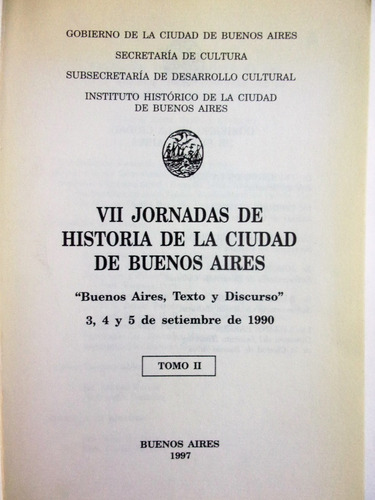 GOBIERNO DE LA CIUDAD DE BUENOS AIRES
SECRETARÍA DE CULTURA
SUBSECRETARÍA DE DESARROLLO CULTURAL
INSTITUTO HISTÓRICO DE LA CIUDAD
DE BUENOS AIRES
VII JORNADAS DE
HISTORIA DE LA CIUDAD
DE BUENOS AIRES
"Buenos Aires, Texto y Discurso"
3, 4 y 5 de setiembre de 1990
TOMO II
BUENOS AIRES
1997